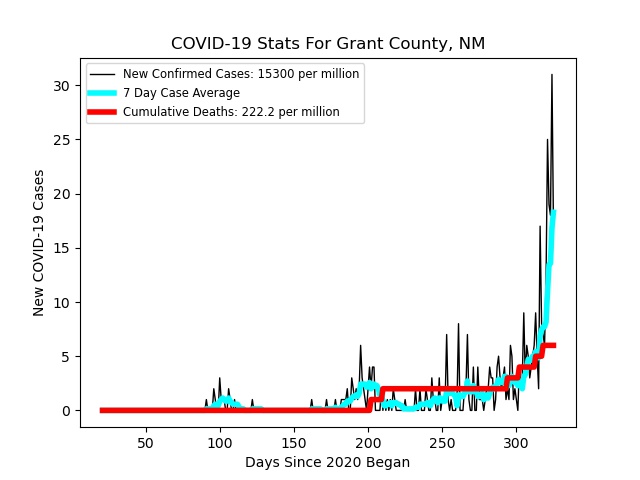 COVID-19 Stats For Grant County, NM
New Confirmed Cases: 15300 per million
7 Day Case Average
Cumulative Deaths: 222.2 per million
New COVID-19 Cases
30
25
20
15
10
5
0
50 100 150 200 250 300
Days Since 2020 Began